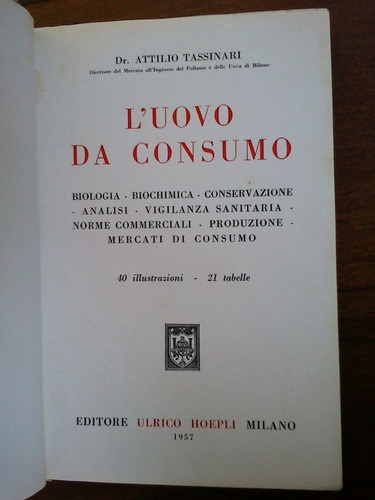 Dr. ATTILIO TASSINARI
Direttore del Mercato all'Ingrosso del Pollame e delle Uova di Milano
L'UOVO
DA CONSUMO
BIOLOGIA - BIOCHIMICA - CONSERVAZIONE
- ANALISI - VIGILANZA SANITARIA -
NORME COMMERCIALI - PRODUZIONE -
MERCATI DI CONSUMO
40 illustrazioni - 21 tabelle
EDITORE ULRICO HOEPLI MILANO
1957